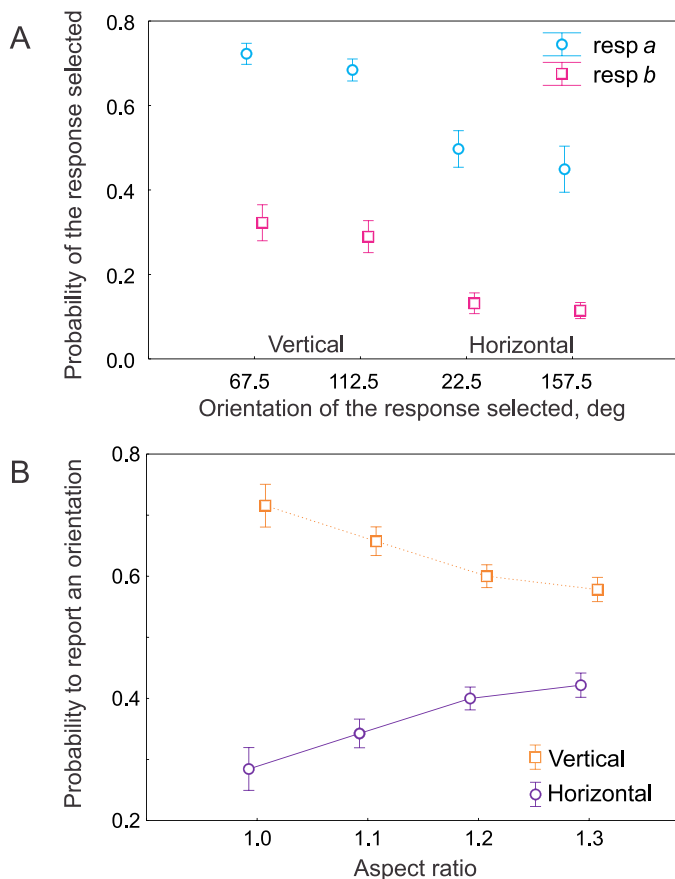 A
Probability of the response selected
0.8
0.6
0.4
0.2
0.0
resp a
resp b
Vertical
Horizontal
67.5
112.5
22.5
157.5
Orientation of the response selected, deg
B
Probability to report an orientation
0.8
0.6
0.4
0.2
Vertical
Horizontal
1.0
1.1
1.2
1.3
Aspect ratio